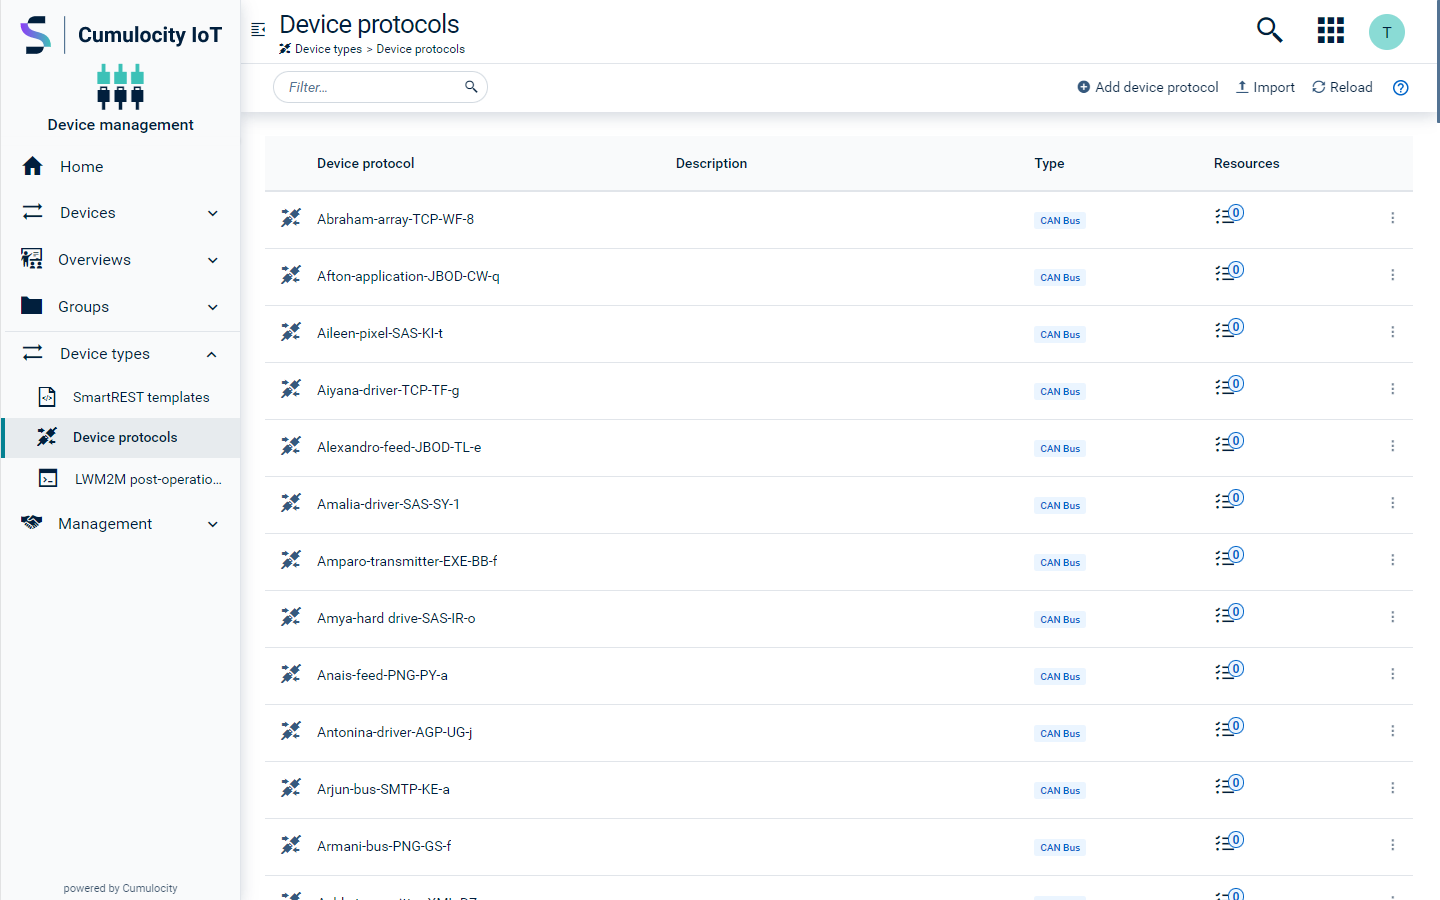 Cumulocity IoT
Device management
Home
Devices
Overviews
Groups
Device types
SmartREST templates
Device protocols
LWM2M post-operatio...
Management
powered by Cumulocity
Device protocols
Device types > Device protocols
T
Filter...
Add device protocol
Import
Reload
Device protocol Description Type Resources
Abraham-array-TCP-WF-8 CAN Bus 0
Afton-application-JBOD-CW-q CAN Bus 0
Aileen-pixel-SAS-KI-t CAN Bus 0
Aiyana-driver-TCP-TF-g CAN Bus 0
Alexandro-feed-JBOD-TL-e CAN Bus 0
Amalia-driver-SAS-SY-1 CAN Bus 0
Amparo-transmitter-EXE-BB-f CAN Bus 0
Amya-hard drive-SAS-IR-o CAN Bus 0
Anais-feed-PNG-PY-a CAN Bus 0
Antonina-driver-AGP-UG-j CAN Bus 0
Arjun-bus-SMTP-KE-a CAN Bus 0
Armani-bus-PNG-GS-f CAN Bus 0
0